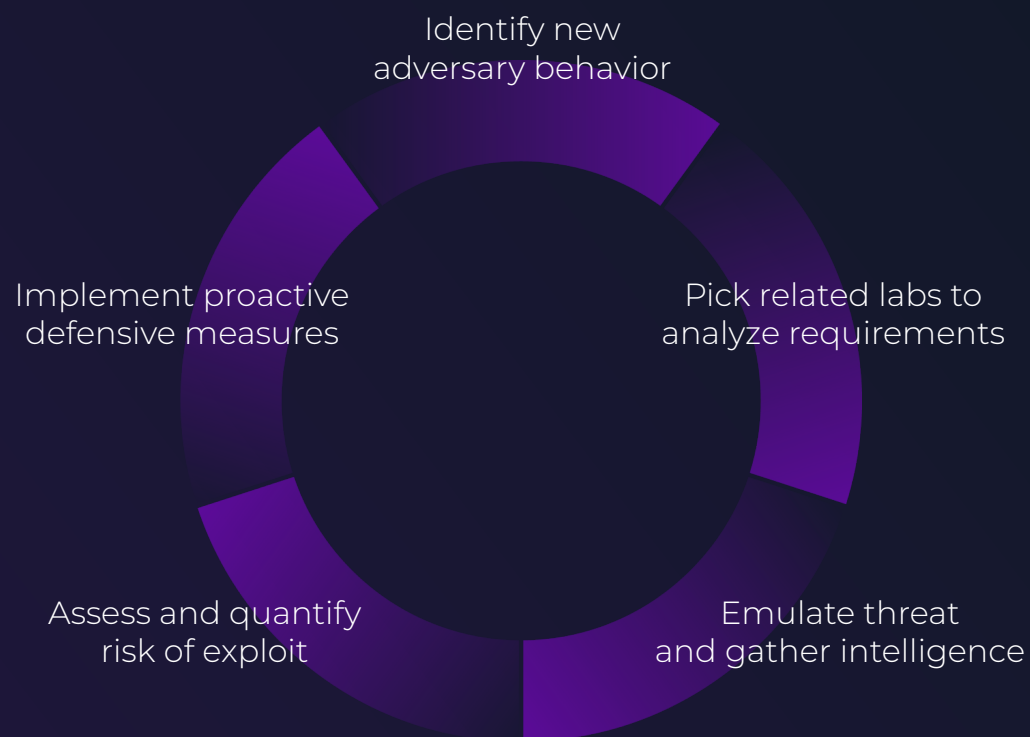 Identify new
adversary behavior
Pick related labs to
analyze requirements
Emulate threat
and gather intelligence
Assess and quantify
risk of exploit
Implement proactive
defensive measures